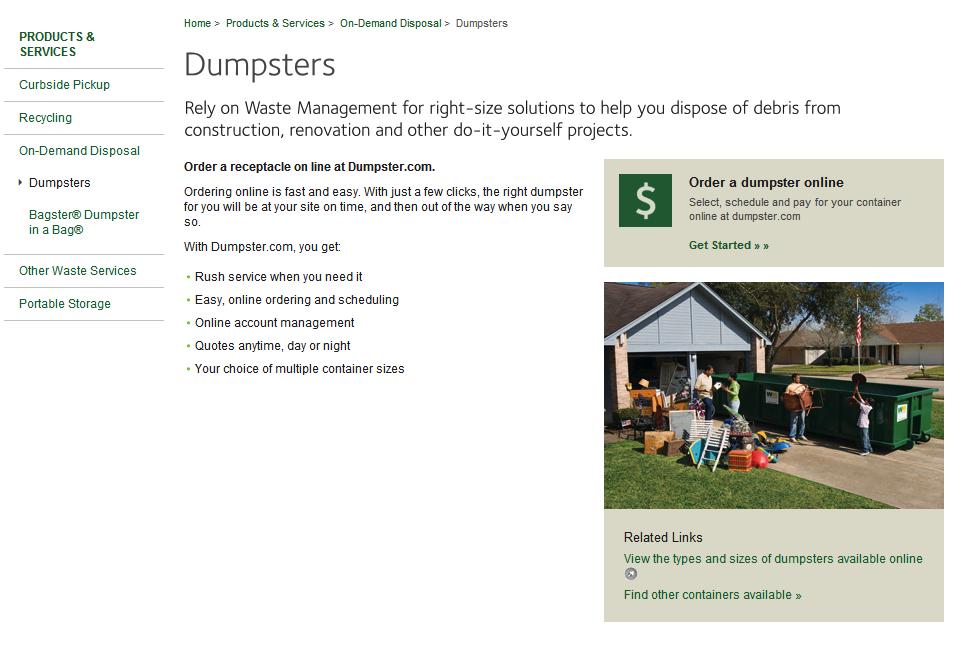 Home > Products & Services > On-Demand Disposal > Dumpsters
PRODUCTS &
SERVICES
Curbside Pickup
Recycling
On-Demand Disposal
Dumpsters
Bagster® Dumpster
in a Bag®
Other Waste Services
Portable Storage
Dumpsters
Rely on Waste Management for right-size solutions to help you dispose of debris from
construction, renovation and other do-it-yourself projects.
Order a receptacle on line at Dumpster.com.
Ordering online is fast and easy. With just a few clicks, the right dumpster
for you will be at your site on time, and then out of the way when you say
so.
With Dumpster.com, you get:
• Rush service when you need it
• Easy, online ordering and scheduling
• Online account management
• Quotes anytime, day or night
• Your choice of multiple container sizes
$
Order a dumpster online
Select, schedule and pay for your container
online at dumpster.com
Get Started » »
Related Links
View the types and sizes of dumpsters available online
Find other containers available »